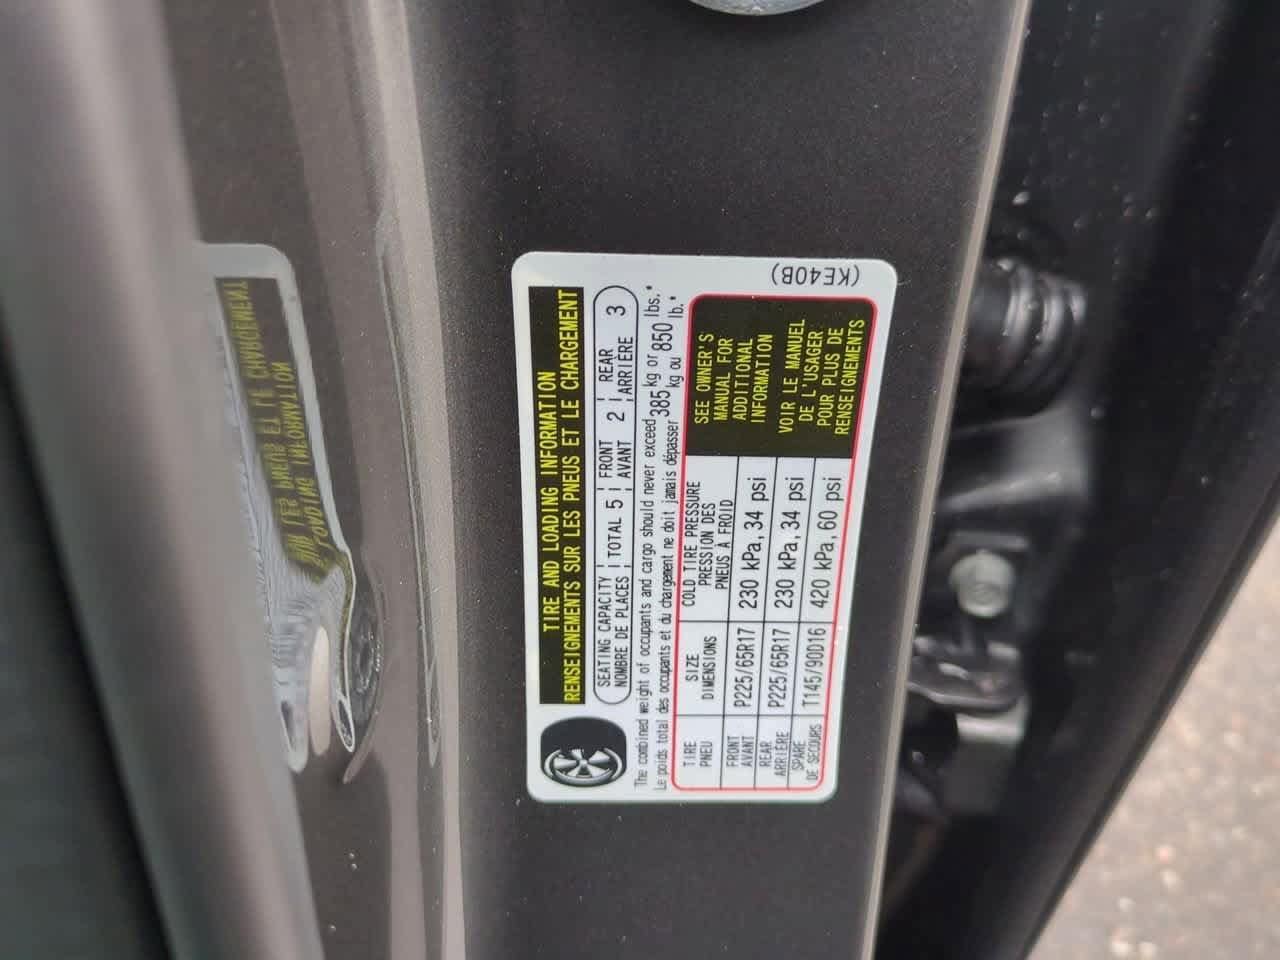 TIRE AND LOADING INFORMATION
RENSEIGNEMENTS SUR LES PNEUS ET LE CHARGEMENT
SEATING CAPACITY | TOTAL 5 | FRONT 2 | REAR 3
NOMBRE DE PLACES | AVANT | ARRIÈRE
The combined weight of occupants and cargo should never exceed 385 kg or 850 lbs.*
Le poids total des occupants et du chargement ne doit jamais dépasser kg ou lb.*
TIRE SIZE COLD TIRE PRESSURE
PNEU DIMENSIONS PRESSION DES
PNEUS À FROID
FRONT P225/65R17 230 kPa, 34 psi
AVANT
REAR P225/65R17 230 kPa, 34 psi
ARRIÈRE
SPARE T145/90D16 420 kPa, 60 psi
DE SECOURS
SEE OWNER'S
MANUAL FOR
ADDITIONAL
INFORMATION
VOIR LE MANUEL
DE L'USAGER
POUR PLUS DE
RENSEIGNEMENTS
(KE40B)